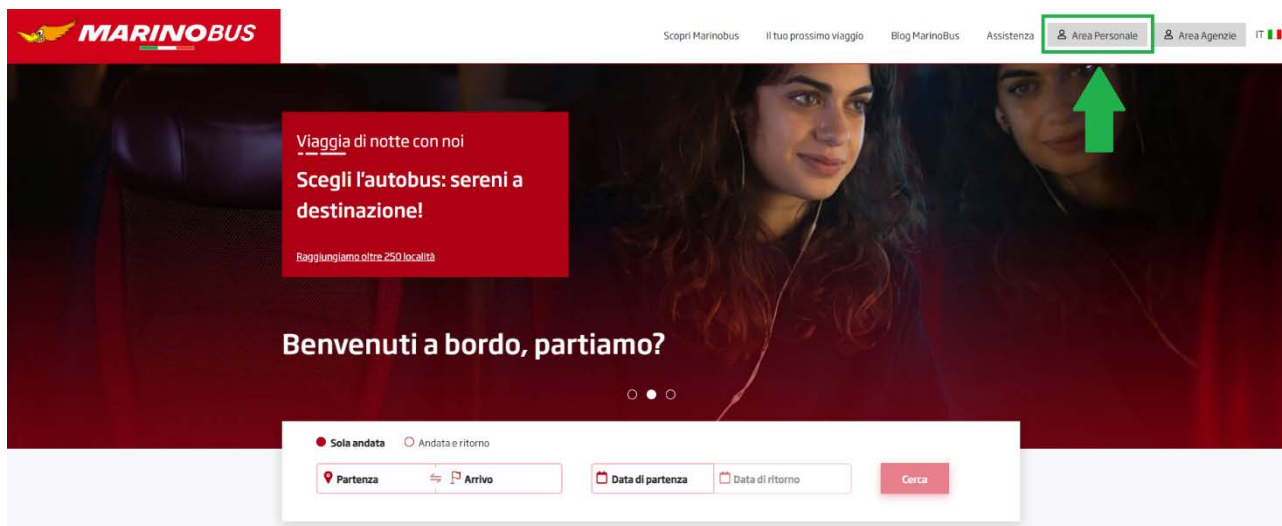 MARINOBUS
Scopri Marinobus Il tuo prossimo viaggio Blog MarinoBus Assistenza Area Personale Area Agenzie IT
Viaggia di notte con noi
Scegli l'autobus: sereni a
destinazione!
Raggiungiamo oltre 250 località
Benvenuti a bordo, partiamo?
Sola andata Andata e ritorno
Partenza Arrivo Data di partenza Data di ritorno Cerca